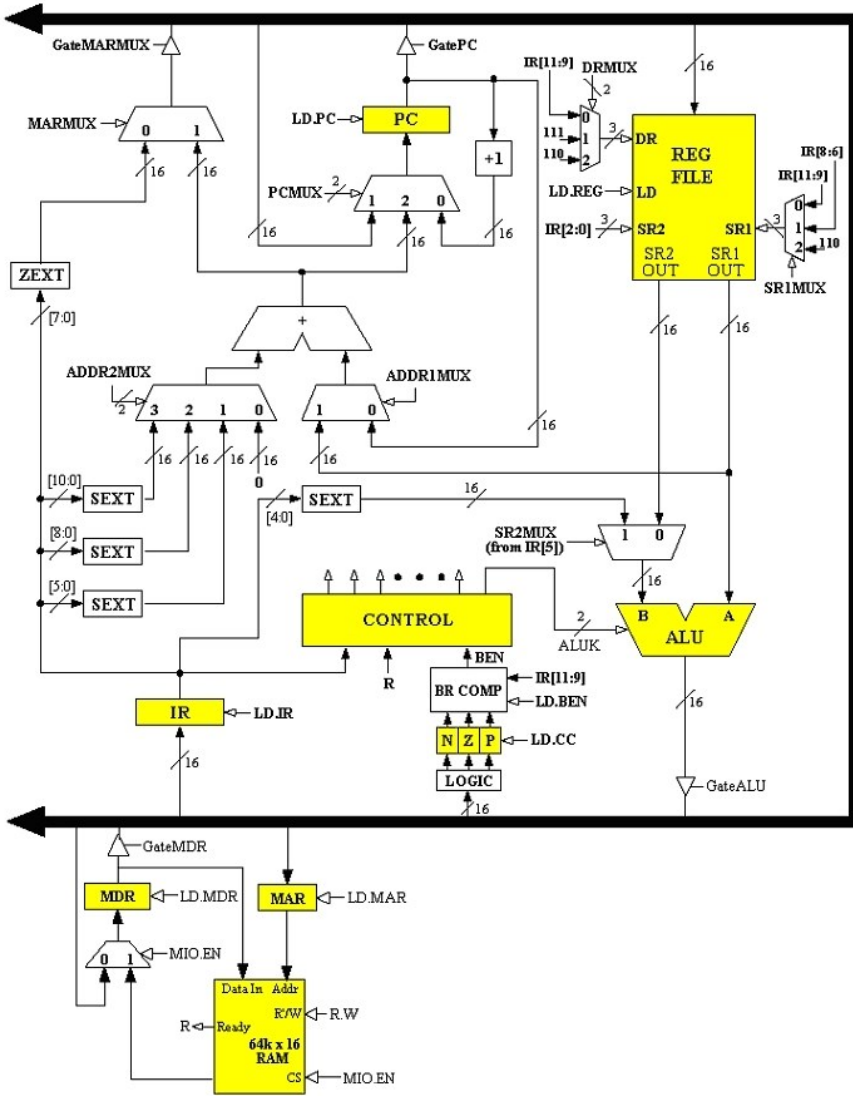 GateMARMUX
GatePC
16
IR[11:9]
DRMUX
2
MARMUX
0 1
LD.PC
PC
0
111
1
110
2
3
DR
REG
FILE
IR[8:6]
IR[11:9]
16
16
+1
PCMUX
2
1 2 0
LD.REG
LD
IR[2:0]
3
SR2
SR1
3
0
1
2
110
SR2
OUT
SR1
OUT
SR1MUX
16
16
16
ZEXT
[7:0]
16
16
+
ADDR2MUX
2
3 2 1 0
ADDR1MUX
1 0
16
16
16
16
16
0
16
[10:0]
SEXT
[4:0]
SEXT
16
[8:0]
SEXT
SR2MUX
(from IR[5])
1 0
16
[5:0]
SEXT
CONTROL
2
ALUK
B A
ALU
R
BEN
BR COMP
IR[11:9]
LD.BEN
IR
LD.IR
N Z P
LD.CC
16
16
LOGIC
16
GateALU
GateMDR
MDR
LD.MDR
MAR
LD.MAR
0 1
MIO.EN
Data In Addr
R'/W
R.W
R
Ready
64k x 16
RAM
CS
MIO.EN